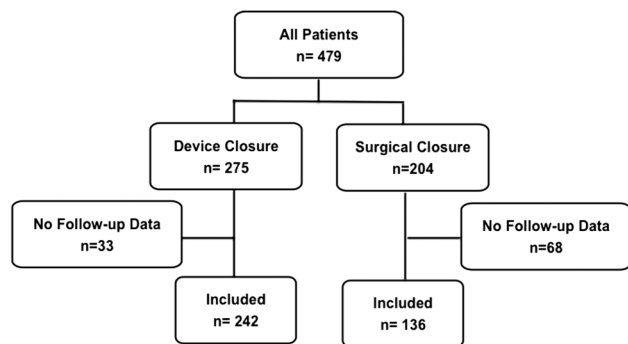 All Patients
n= 479
Device Closure
n= 275
Surgical Closure
n=204
No Follow-up Data
n=33
No Follow-up Data
n=68
Included
n= 242
Included
n= 136